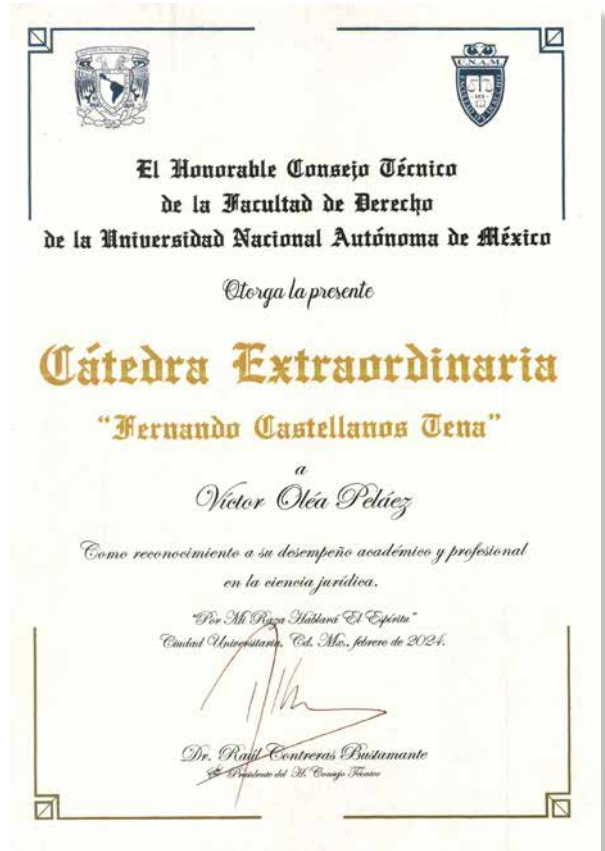 U.N.A.M.
El Honorable Consejo Técnico
de la Facultad de Derecho
de la Universidad Nacional Autónoma de México
Otorga la presente
Cátedra Extraordinaria
"Fernando Castellanos Tena"
a
Víctor Oléa Peláez
Como reconocimiento a su desempeño académico y profesional
en la ciencia jurídica.
"Por Mi Raza Hablará El Espíritu"
Ciudad Universitaria, Cd. Mx., febrero de 2024.
Dr. Raúl Contreras Bustamante
Presidente del H. Consejo Técnico